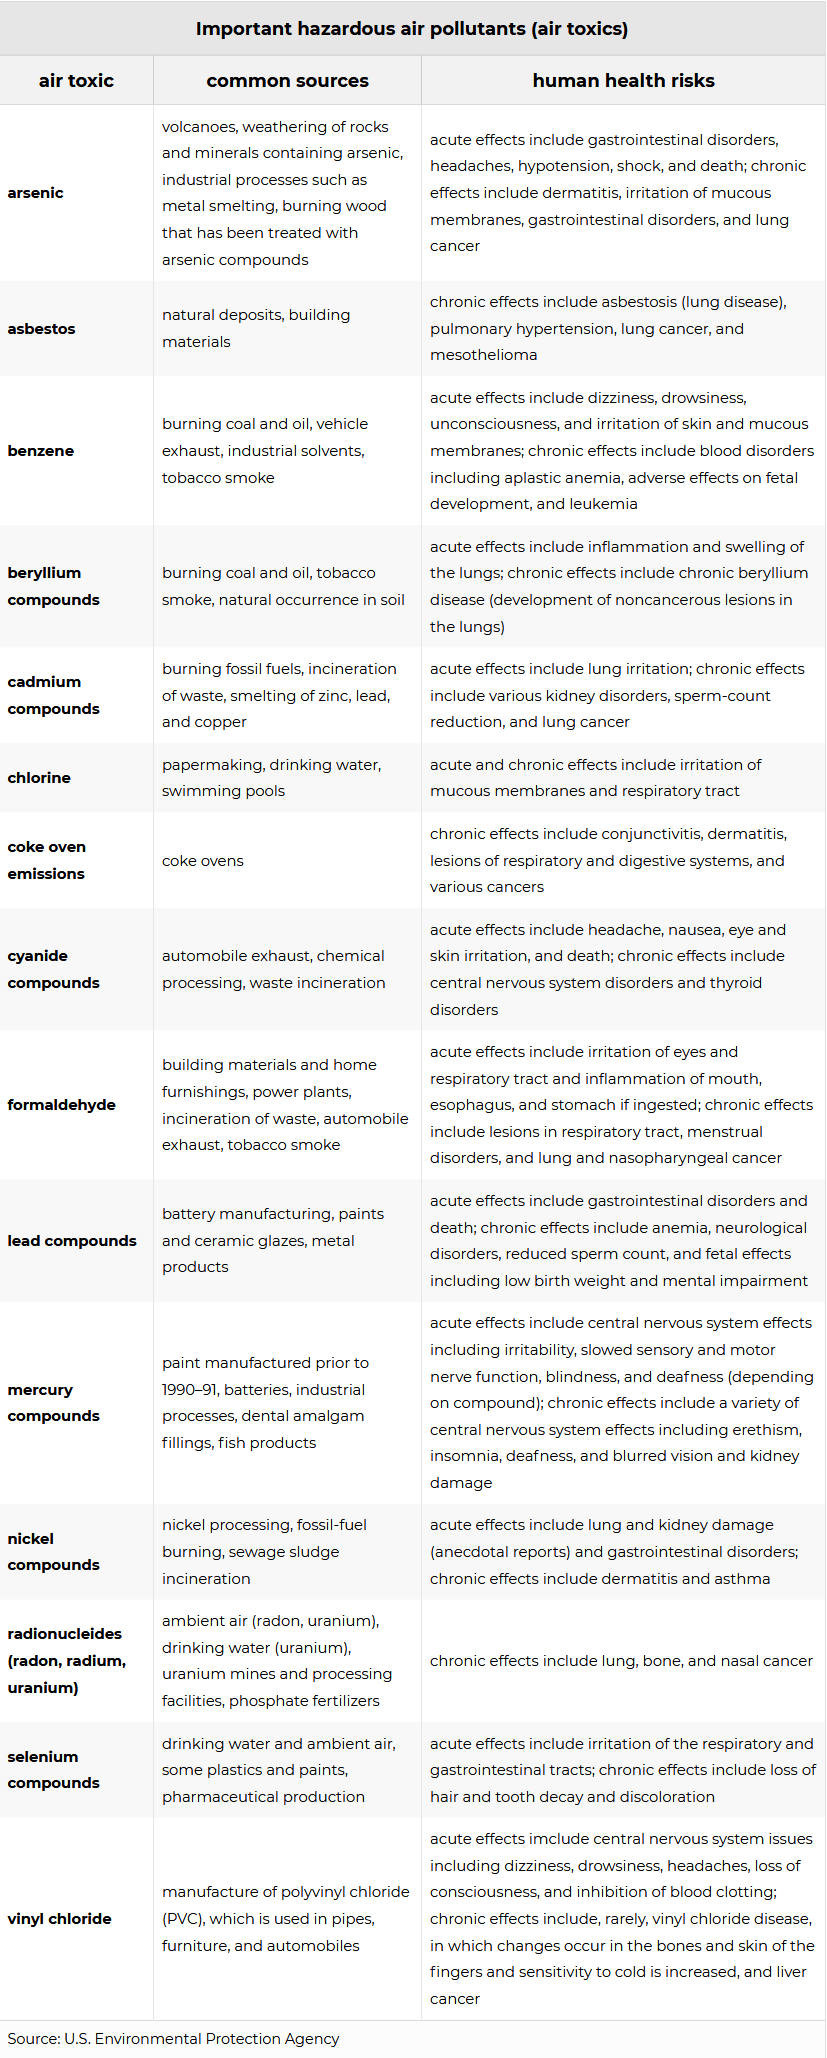 Important hazardous air pollutants (air toxics)
air toxic
common sources
human health risks
arsenic
volcanoes, weathering of rocks
and minerals containing arsenic,
industrial processes such as
metal smelting, burning wood
that has been treated with
arsenic compounds
acute effects include gastrointestinal disorders,
headaches, hypotension, shock, and death; chronic
effects include dermatitis, irritation of mucous
membranes, gastrointestinal disorders, and lung
cancer
asbestos
natural deposits, building
materials
chronic effects include asbestosis (lung disease),
pulmonary hypertension, lung cancer, and
mesothelioma
benzene
burning coal and oil, vehicle
exhaust, industrial solvents,
tobacco smoke
acute effects include dizziness, drowsiness,
unconsciousness, and irritation of skin and mucous
membranes; chronic effects include blood disorders
including aplastic anemia, adverse effects on fetal
development, and leukemia
beryllium
compounds
burning coal and oil, tobacco
smoke, natural occurrence in soil
acute effects include inflammation and swelling of
the lungs; chronic effects include chronic beryllium
disease (development of noncancerous lesions in
the lungs)
cadmium
compounds
burning fossil fuels, incineration
of waste, smelting of zinc, lead,
and copper
acute effects include lung irritation; chronic effects
include various kidney disorders, sperm-count
reduction, and lung cancer
chlorine
papermaking, drinking water,
swimming pools
acute and chronic effects include irritation of
mucous membranes and respiratory tract
coke oven
emissions
coke ovens
chronic effects include conjunctivitis, dermatitis,
lesions of respiratory and digestive systems, and
various cancers
cyanide
compounds
automobile exhaust, chemical
processing, waste incineration
acute effects include headache, nausea, eye and
skin irritation, and death; chronic effects include
central nervous system disorders and thyroid
disorders
formaldehyde
building materials and home
furnishings, power plants,
incineration of waste, automobile
exhaust, tobacco smoke
acute effects include irritation of eyes and
respiratory tract and inflammation of mouth,
esophagus, and stomach if ingested; chronic effects
include lesions in respiratory tract, menstrual
disorders, and lung and nasopharyngeal cancer
lead compounds
battery manufacturing, paints
and ceramic glazes, metal
products
acute effects include gastrointestinal disorders and
death; chronic effects include anemia, neurological
disorders, reduced sperm count, and fetal effects
including low birth weight and mental impairment
mercury
compounds
paint manufactured prior to
1990–91, batteries, industrial
processes, dental amalgam
fillings, fish products
acute effects include central nervous system effects
including irritability, slowed sensory and motor
nerve function, blindness, and deafness (depending
on compound); chronic effects include a variety of
central nervous system effects including erethism,
insomnia, deafness, and blurred vision and kidney
damage
nickel
compounds
nickel processing, fossil-fuel
burning, sewage sludge
incineration
acute effects include lung and kidney damage
(anecdotal reports) and gastrointestinal disorders;
chronic effects include dermatitis and asthma
radionucleides
(radon, radium,
uranium)
ambient air (radon, uranium),
drinking water (uranium),
uranium mines and processing
facilities, phosphate fertilizers
chronic effects include lung, bone, and nasal cancer
selenium
compounds
drinking water and ambient air,
some plastics and paints,
pharmaceutical production
acute effects include irritation of the respiratory and
gastrointestinal tracts; chronic effects include loss of
hair and tooth decay and discoloration
vinyl chloride
manufacture of polyvinyl chloride
(PVC), which is used in pipes,
furniture, and automobiles
acute effects imclude central nervous system issues
including dizziness, drowsiness, headaches, loss of
consciousness, and inhibition of blood clotting;
chronic effects include, rarely, vinyl chloride disease,
in which changes occur in the bones and skin of the
fingers and sensitivity to cold is increased, and liver
cancer
Source: U.S. Environmental Protection Agency